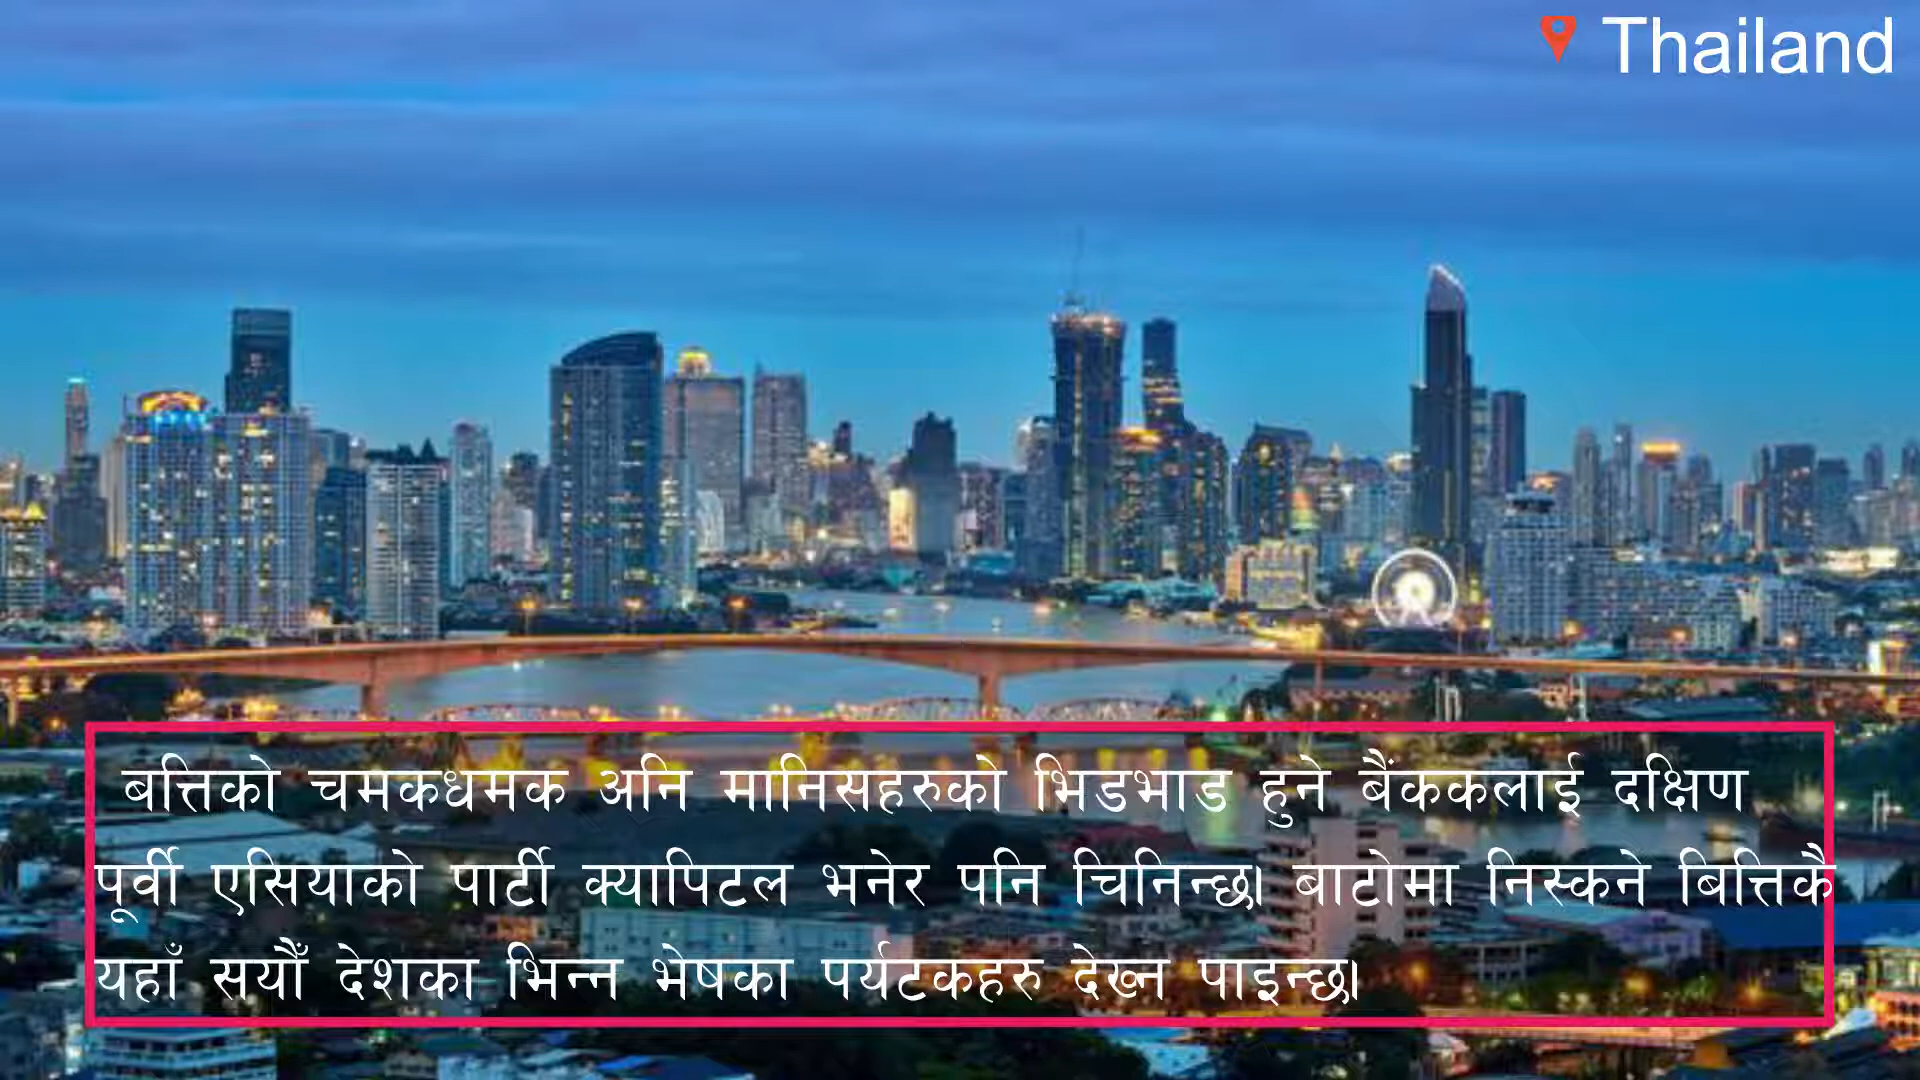 Thailand
बत्तिको चमकधमक अनि मानिसहरुको भिडभाड हुने बैंककलाई दक्षिण
पूर्वी एसियाको पार्टी क्यापिटल भनेर पनि चिनिन्छ। बाटोमा निस्कने बित्तिकै
यहाँ सयौँ देशका भिन्न भेषका पर्यटकहरु देख्न पाइन्छ।